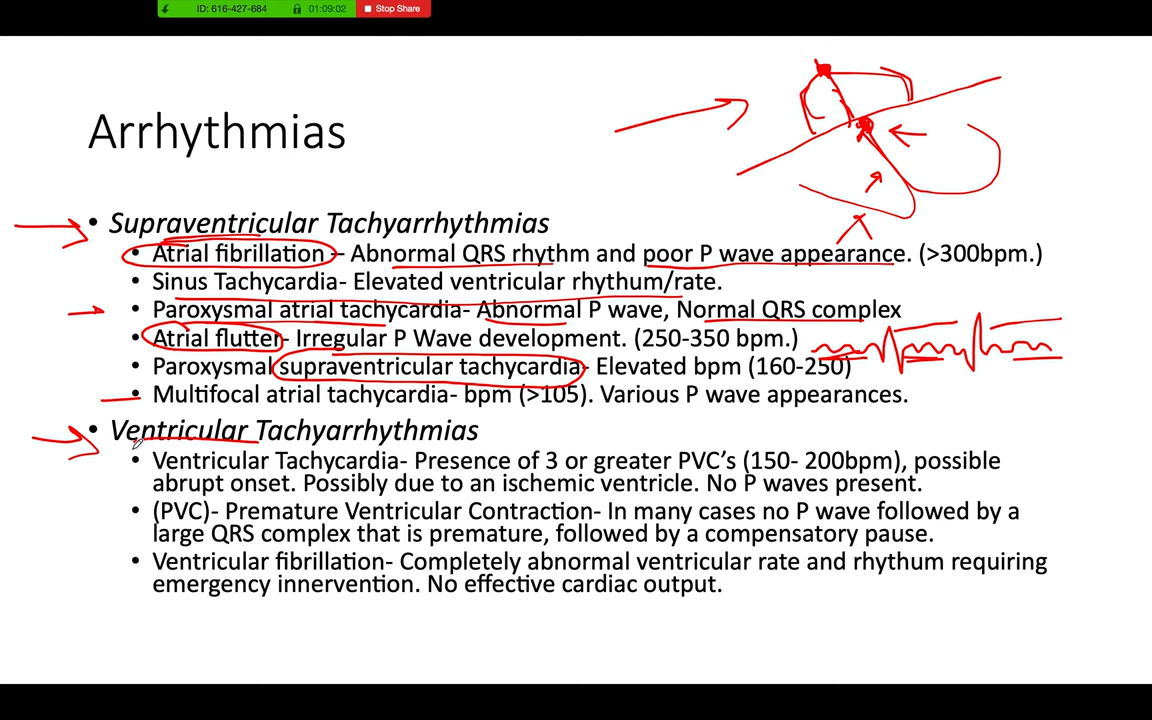 ID: 616-427-684 01:09:02 Stop Share
Arrhythmias
• Supraventricular Tachyarrhythmias
• Atrial fibrillation – Abnormal QRS rhythm and poor P wave appearance. (>300bpm.)
• Sinus Tachycardia- Elevated ventricular rhythum/rate.
• Paroxysmal atrial tachycardia- Abnormal P wave, Normal QRS complex
• Atrial flutter- Irregular P Wave development. (250-350 bpm.)
• Paroxysmal supraventricular tachycardia- Elevated bpm (160-250)
• Multifocal atrial tachycardia- bpm (>105). Various P wave appearances.
• Ventricular Tachyarrhythmias
• Ventricular Tachycardia- Presence of 3 or greater PVC’s (150- 200bpm), possible
abrupt onset. Possibly due to an ischemic ventricle. No P waves present.
• (PVC)- Premature Ventricular Contraction- In many cases no P wave followed by a
large QRS complex that is premature, followed by a compensatory pause.
• Ventricular fibrillation- Completely abnormal ventricular rate and rhythum requiring
emergency innervention. No effective cardiac output.